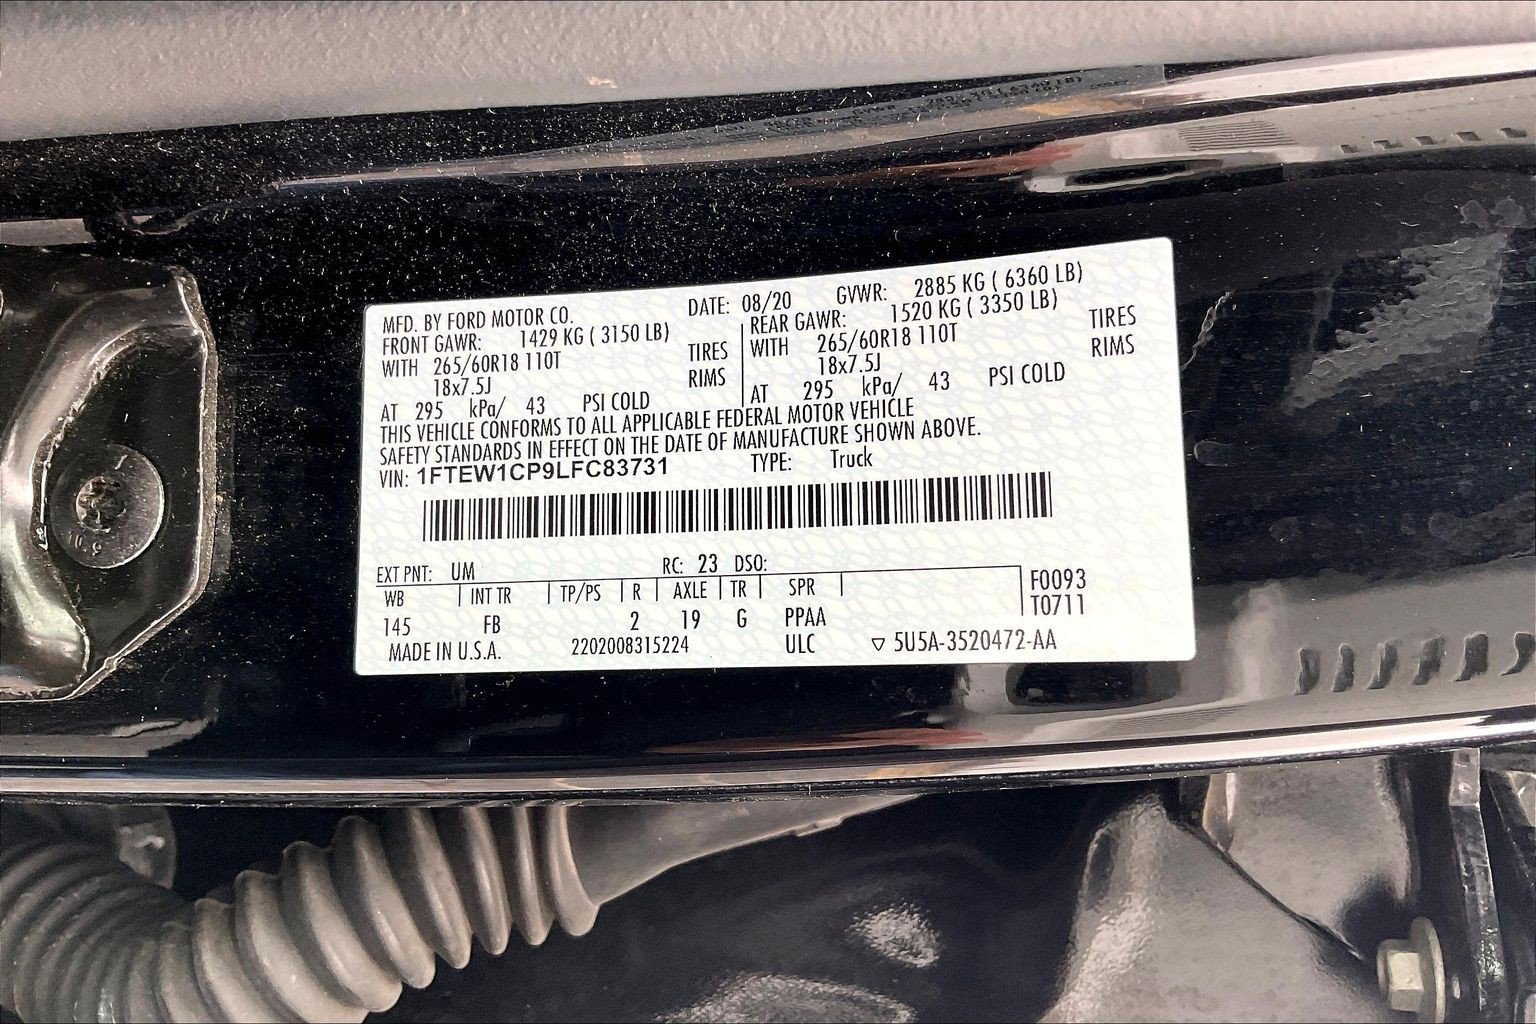 MFD. BY FORD MOTOR CO. DATE: 08/20 GVWR: 2885 KG ( 6360 LB)
FRONT GAWR: 1429 KG ( 3150 LB) REAR GAWR: 1520 KG ( 3350 LB)
WITH 265/60R18 110T TIRES WITH 265/60R18 110T TIRES
18x7.5J RIMS 18x7.5J RIMS
AT 295 kPa/ 43 PSI COLD AT 295 kPa/ 43 PSI COLD
THIS VEHICLE CONFORMS TO ALL APPLICABLE FEDERAL MOTOR VEHICLE
SAFETY STANDARDS IN EFFECT ON THE DATE OF MANUFACTURE SHOWN ABOVE.
VIN: 1FTEW1CP9LFC83731 TYPE: Truck
EXT PNT: UM RC: 23 DSO:
WB INT TR TP/PS R AXLE TR SPR F0093
145 FB 2 19 G PPAA T0711
MADE IN U.S.A. 2202008315224 ULC ▽ 5U5A-3520472-AA